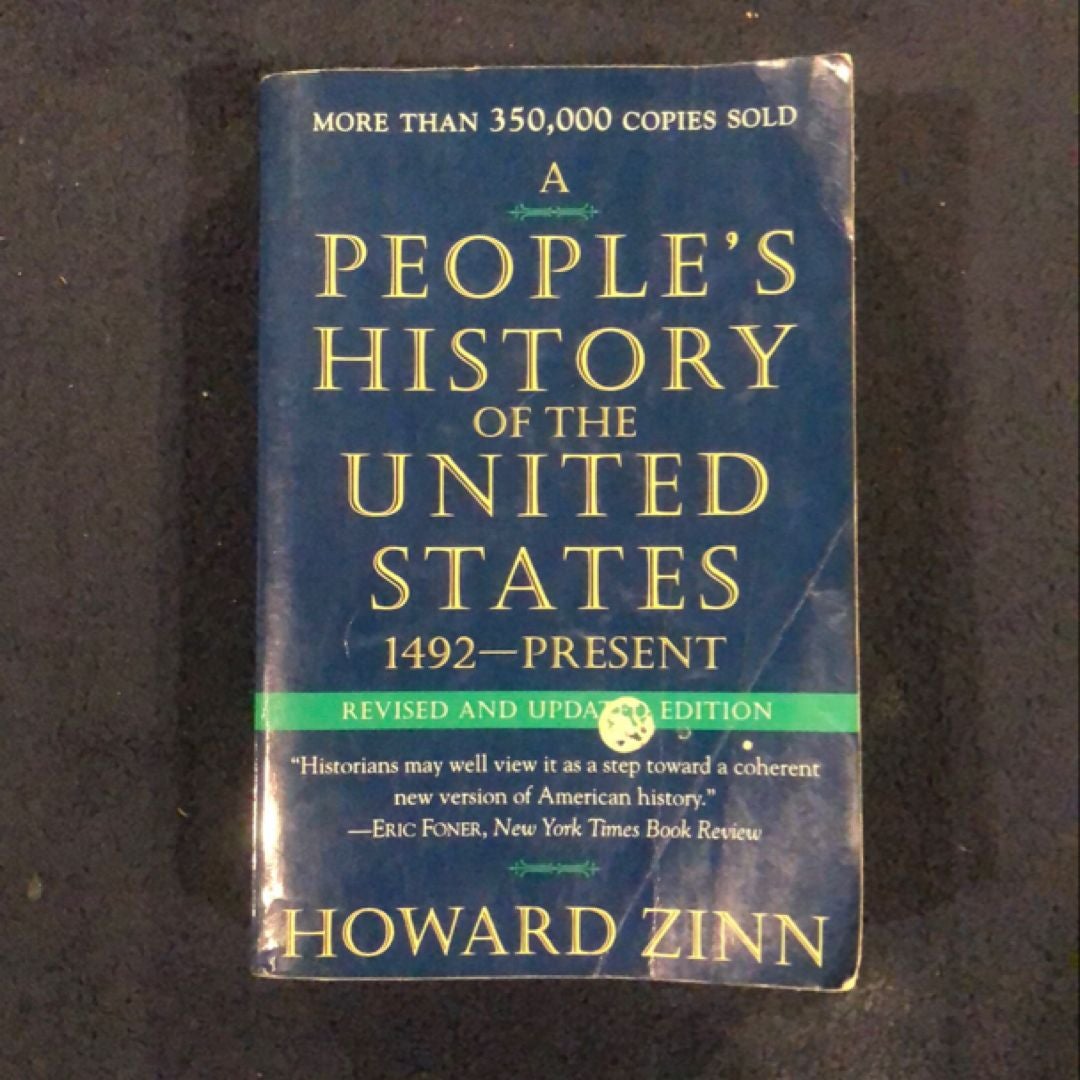 MORE THAN 350,000 COPIES SOLD
A
PEOPLE'S
HISTORY
OF THE
UNITED
STATES
1492—PRESENT
REVISED AND UPDATED EDITION
"Historians may well view it as a step toward a coherent
new version of American history."
—ERIC FONER, New York Times Book Review
HOWARD ZINN